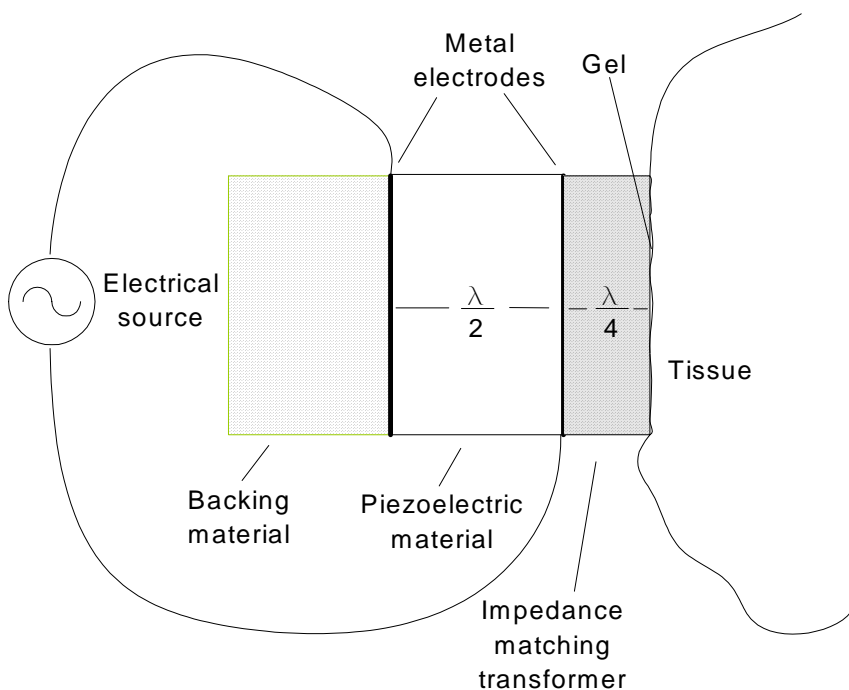 Metal
electrodes
Gel
Electrical
source
λ
2
λ
4
Tissue
Backing
material
Piezoelectric
material
Impedance
matching
transformer